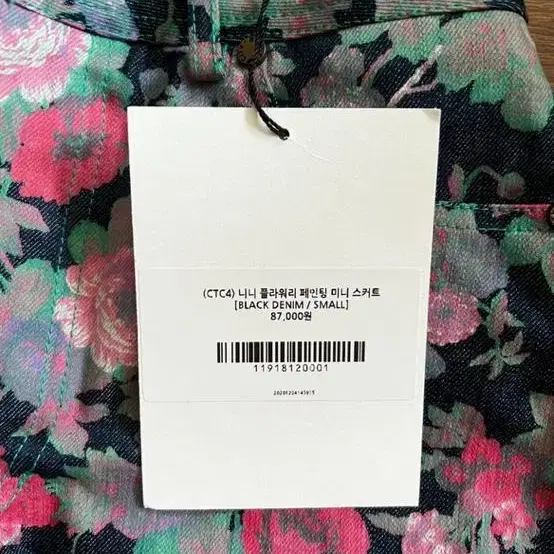 (CTC4) 니니 플라워리 페인팅 미니 스커트
[BLACK DENIM / SMALL]
87,000원
11918120001